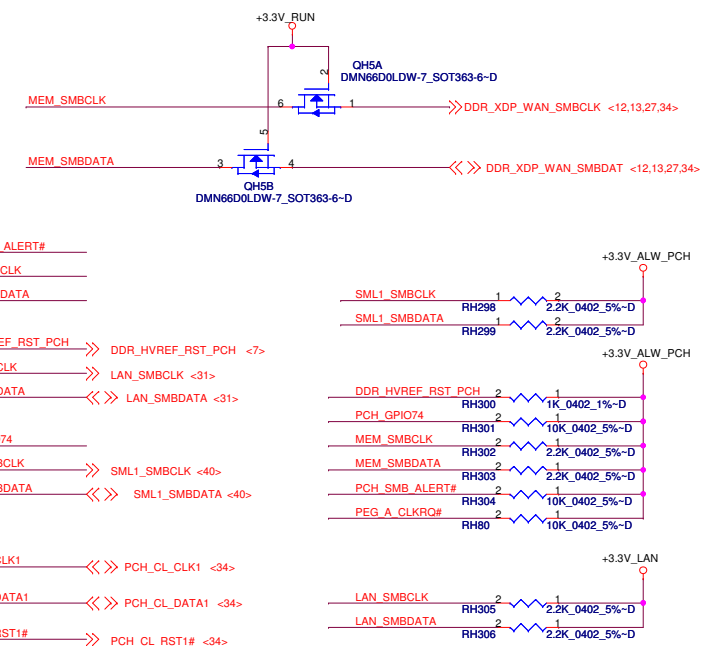 +3.3V_RUN
QH5A
DMN66D0LDW-7_SOT363-6~D
2
MEM_SMBCLK 6 1 DDR_XDP_WAN_SMBCLK <12,13,27,34>
5
MEM_SMBDATA 3 4 DDR_XDP_WAN_SMBDAT <12,13,27,34>
QH5B
DMN66D0LDW-7_SOT363-6~D
_ALERT#
CLK
DATA
EF_RST_PCH DDR_HVREF_RST_PCH <7>
CLK LAN_SMBCLK <31>
DATA LAN_SMBDATA <31>
74
BCLK SML1_SMBCLK <40>
BDATA SML1_SMBDATA <40>
CLK1 PCH_CL_CLK1 <34>
DATA1 PCH_CL_DATA1 <34>
RST1# PCH_CL_RST1# <34>
+3.3V_ALW_PCH
SML1_SMBCLK 1 2
RH298 2.2K_0402_5%~D
SML1_SMBDATA 1 2
RH299 2.2K_0402_5%~D
+3.3V_ALW_PCH
DDR_HVREF_RST_PCH 2 1
RH300 1K_0402_1%~D
PCH_GPIO74 2 1
RH301 10K_0402_5%~D
MEM_SMBCLK 2 1
RH302 2.2K_0402_5%~D
MEM_SMBDATA 2 1
RH303 2.2K_0402_5%~D
PCH_SMB_ALERT# 2 1
RH304 10K_0402_5%~D
PEG_A_CLKRQ# 2 1
RH80 10K_0402_5%~D
+3.3V_LAN
LAN_SMBCLK 2 1
RH305 2.2K_0402_5%~D
LAN_SMBDATA 2 1
RH306 2.2K_0402_5%~D